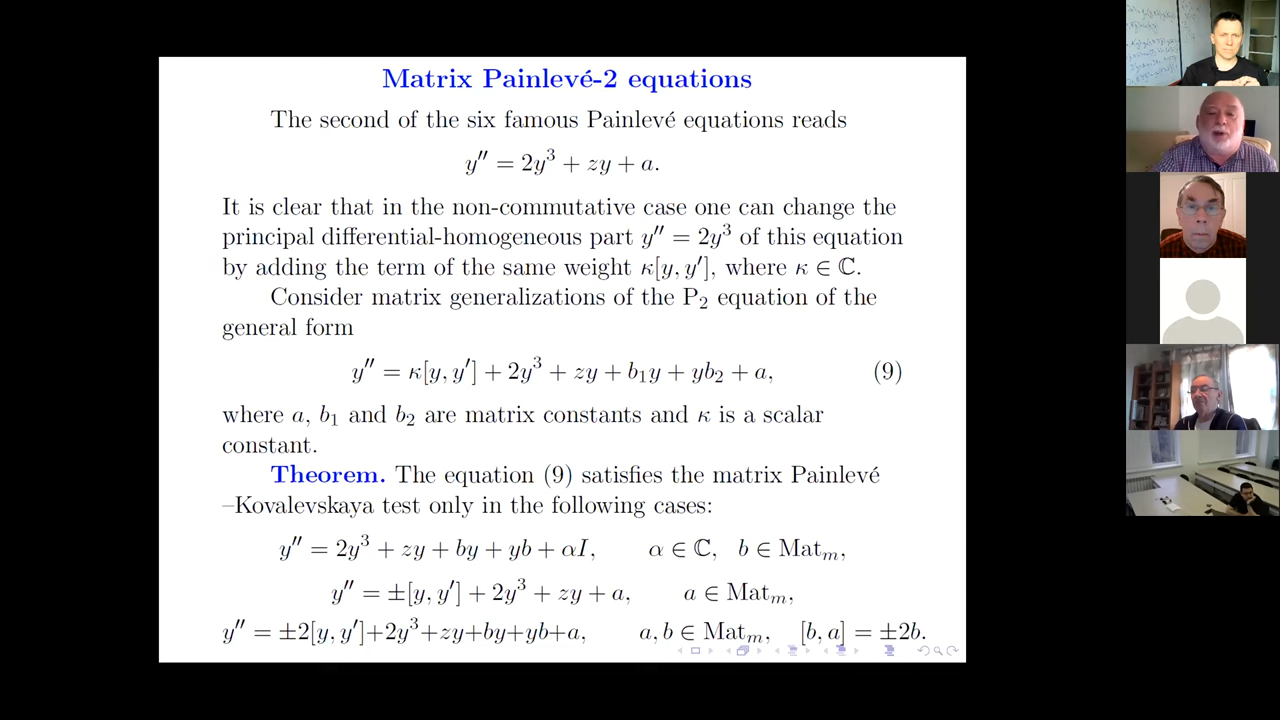 Matrix Painlevé-2 equations
The second of the six famous Painlevé equations reads
y″ = 2y³ + zy + a.
It is clear that in the non-commutative case one can change the
principal differential-homogeneous part y″ = 2y³ of this equation
by adding the term of the same weight κ[y, y′], where κ ∈ ℂ.
Consider matrix generalizations of the P₂ equation of the
general form
y″ = κ[y, y′] + 2y³ + zy + b₁y + yb₂ + a, (9)
where a, b₁ and b₂ are matrix constants and κ is a scalar
constant.
Theorem. The equation (9) satisfies the matrix Painlevé
–Kovalevskaya test only in the following cases:
y″ = 2y³ + zy + by + yb + αI, α ∈ ℂ, b ∈ Matₘ,
y″ = ±[y, y′] + 2y³ + zy + a, a ∈ Matₘ,
y″ = ±2[y, y′]+2y³+zy+by+yb+a, a, b ∈ Matₘ, [b, a] = ±2b.